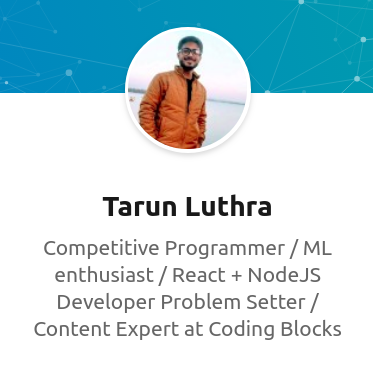 Tarun Luthra
Competitive Programmer / ML
enthusiast / React + NodeJS
Developer Problem Setter /
Content Expert at Coding Blocks